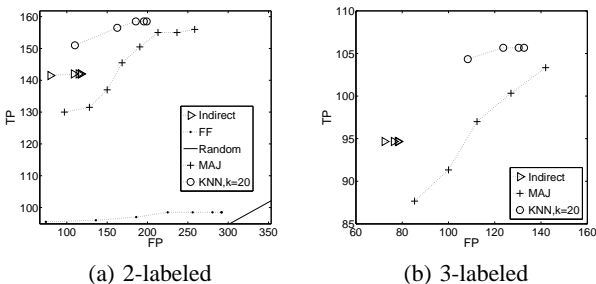 160
150
140
130
120
110
100
TP
100
150
200
250
300
350
FP
Indirect
FF
Random
MAJ
KNN,k=20
(a) 2-labeled
110
105
100
95
90
85
TP
60
80
100
120
140
160
FP
Indirect
MAJ
KNN,k=20
(b) 3-labeled